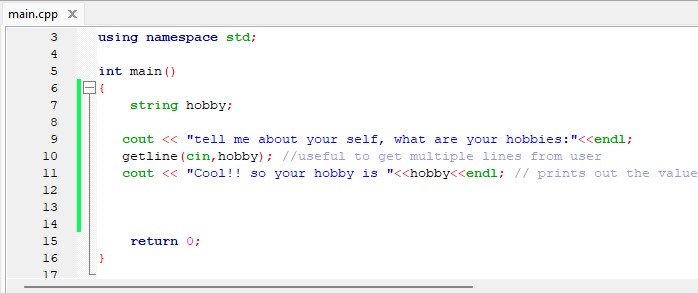 main.cpp X
3 using namespace std;
4
5 int main()
6 {
7 string hobby;
8
9 cout << "tell me about your self, what are your hobbies:"<<endl;
10 getline(cin,hobby); //useful to get multiple lines from user
11 cout << "Cool!! so your hobby is "<<hobby<<endl; // prints out the value
12
13
14
15 return 0;
16 }
17